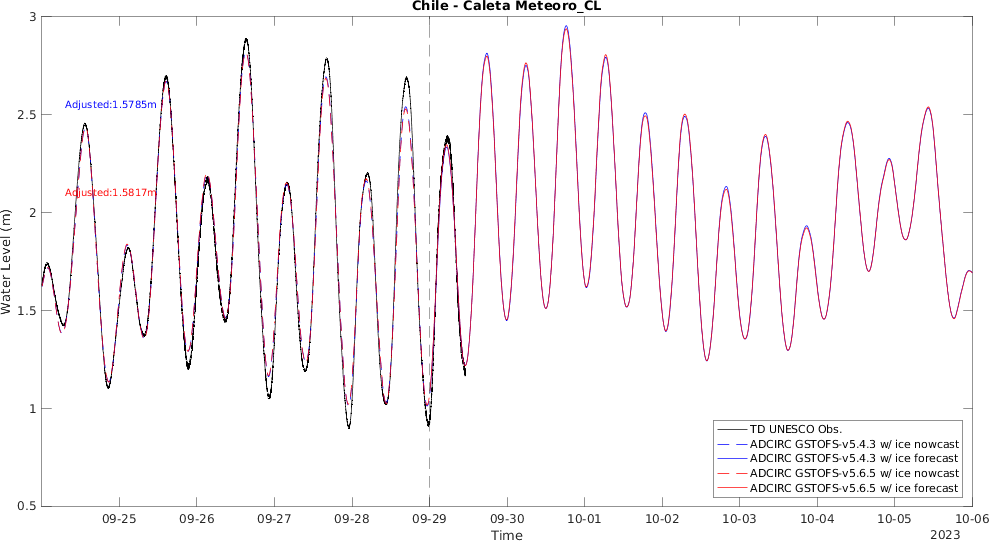 Chile - Caleta Meteoro_CL
3
2.5
2
1.5
1
0.5
Water Level (m)
Adjusted:1.5785m
Adjusted:1.5817m
TD UNESCO Obs.
ADCIRC GSTOFS-v5.4.3 w/ ice nowcast
ADCIRC GSTOFS-v5.4.3 w/ ice forecast
ADCIRC GSTOFS-v5.6.5 w/ ice nowcast
ADCIRC GSTOFS-v5.6.5 w/ ice forecast
09-25 09-26 09-27 09-28 09-29 09-30 10-01 10-02 10-03 10-04 10-05 10-06
Time
2023